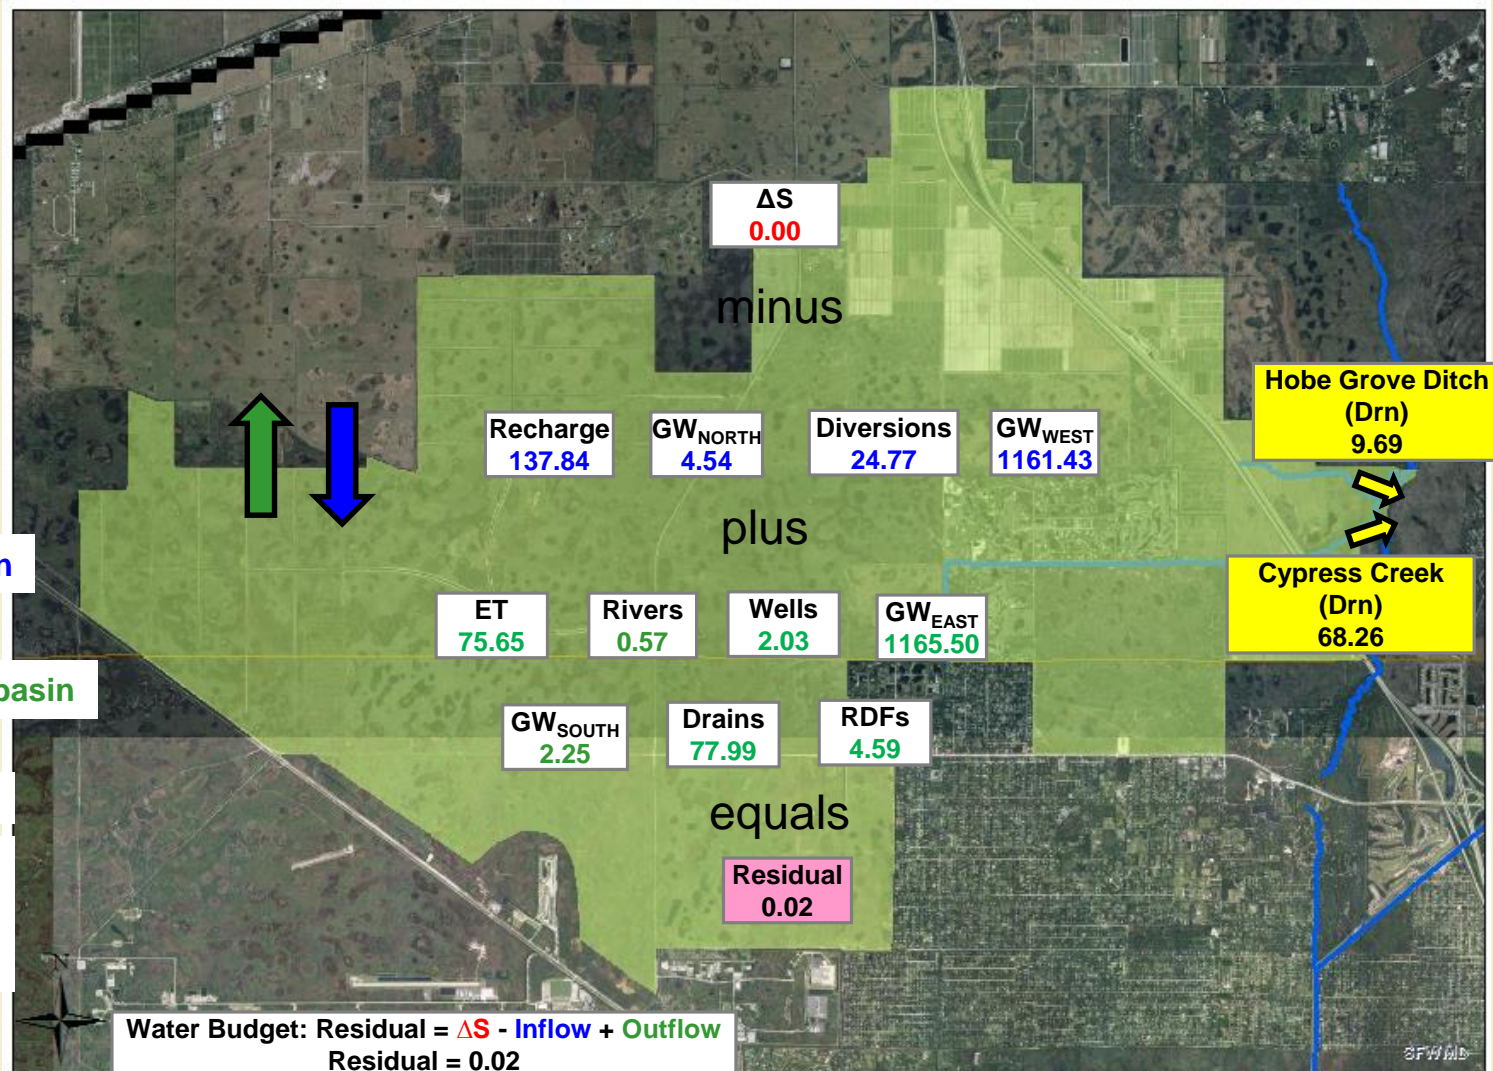 ΔS
0.00
minus
Hobe Grove Ditch
(Drn)
9.69
Recharge
137.84
GWNORTH
4.54
Diversions
24.77
GWWEST
1161.43
plus
n
Cypress Creek
(Drn)
68.26
ET
75.65
Rivers
0.57
Wells
2.03
GWEAST
1165.50
basin
GWSOUTH
2.25
Drains
77.99
RDFs
4.59
equals
Residual
0.02
N
Water Budget: Residual = ΔS - Inflow + Outflow
Residual = 0.02
SFWMD